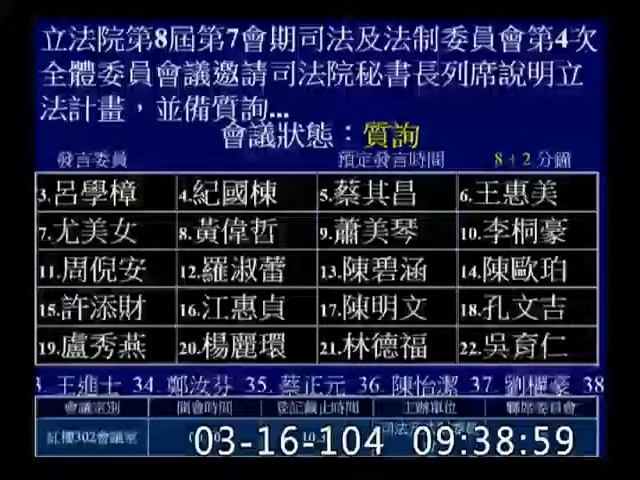 立法院第8屆第7會期司法及法制委員會第4次
全體委員會議邀請司法院秘書長列席說明立
法計畫，並備質詢...
會議狀態：質詢
發言委員 預定發言時間 8+2 分鐘
3.呂學樟 4.紀國棟 5.蔡其昌 6.王惠美
7.尤美女 8.黃偉哲 9.蕭美琴 10.李桐豪
11.周倪安 12.羅淑蕾 13.陳碧涵 14.陳歐珀
15.許添財 16.江惠貞 17.陳明文 18.孔文吉
19.盧秀燕 20.楊麗環 21.林德福 22.吳育仁
3. 王進士 34. 鄭汝芬 35. 蔡正元 36. 陳怡潔 37. 劉櫂豪 38
會議室別 開會時間 登記截止時間 主辦單位 聯席委員會
紅樓302會議室
03-16-104 09:38:59